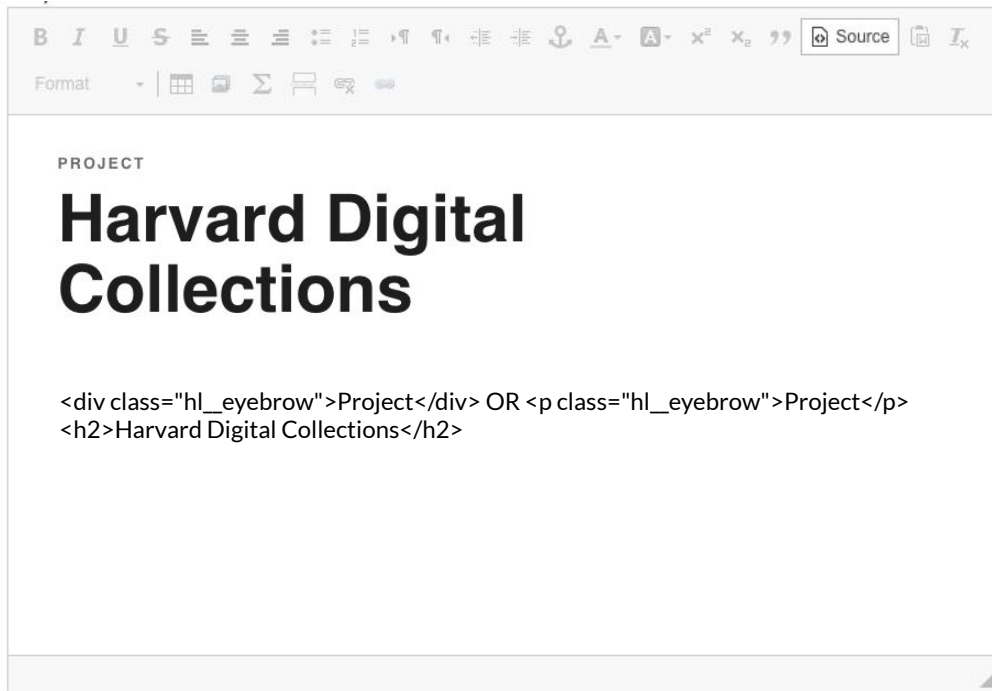 Source
Format
PROJECT
Harvard Digital
Collections
<div class="hl__eyebrow">Project</div> OR <p class="hl__eyebrow">Project</p>
<h2>Harvard Digital Collections</h2>